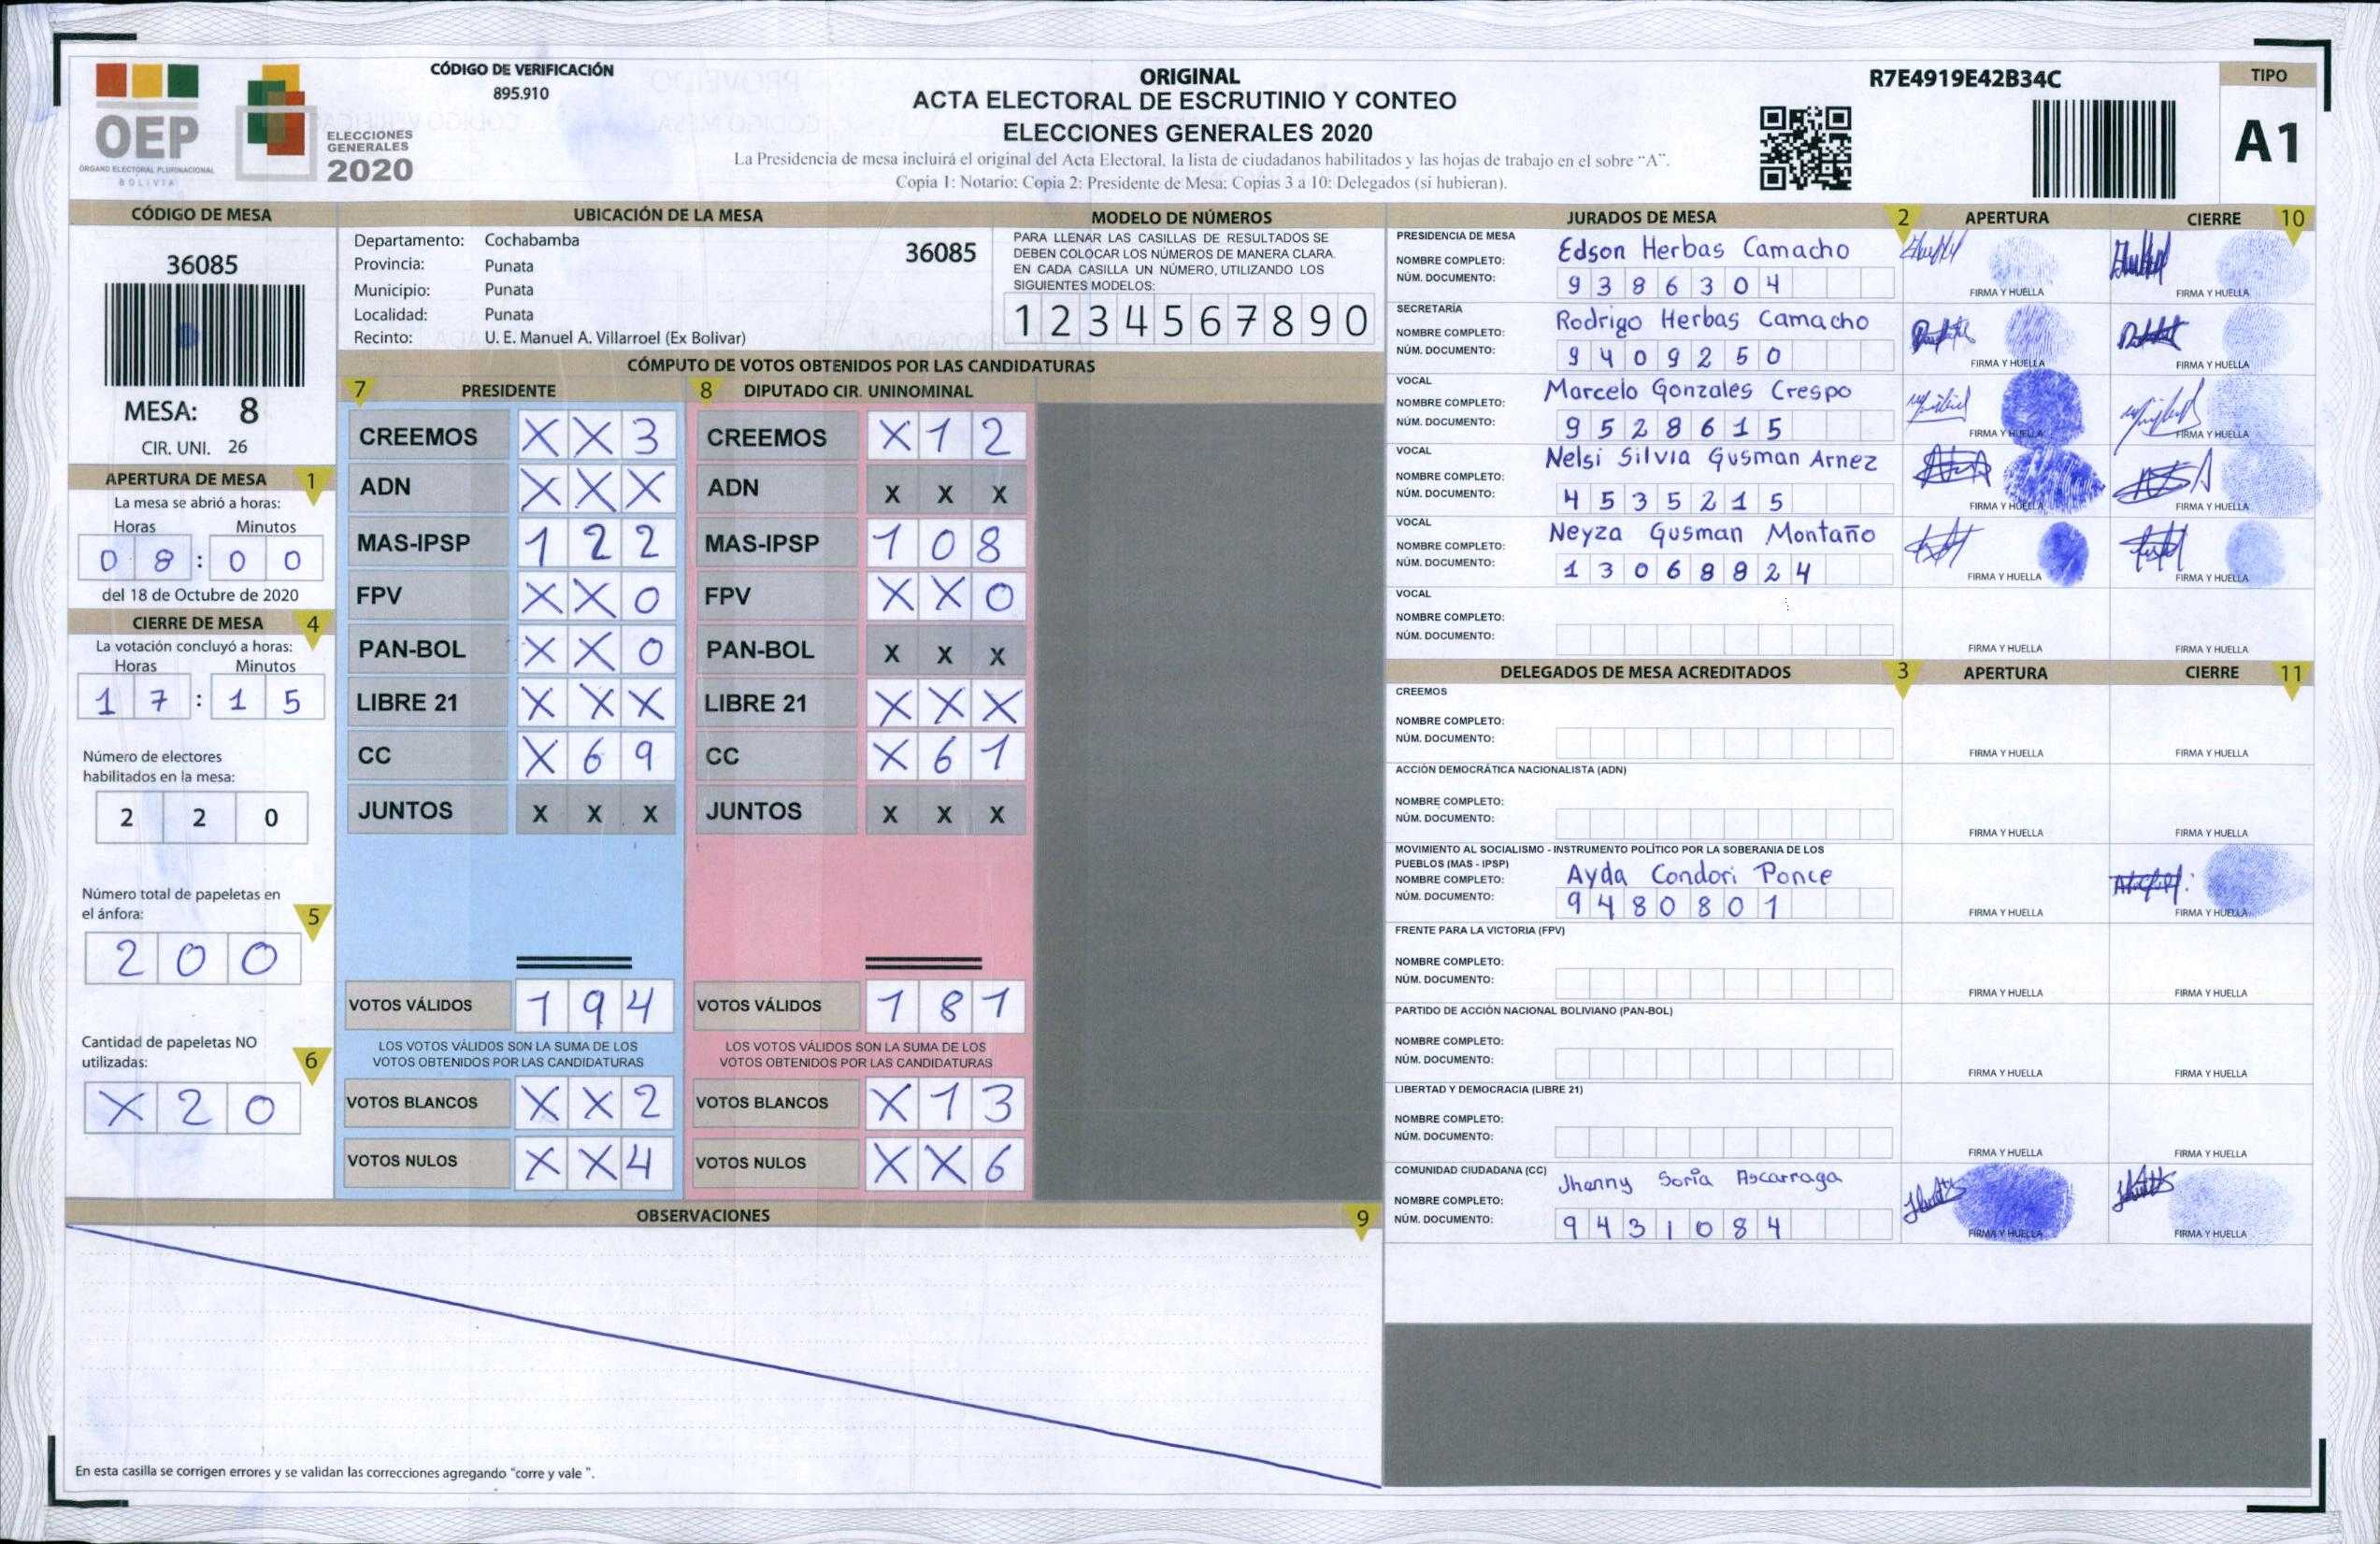 CÓDIGO DE VERIFICACIÓN
895.910
OEP
ÓRGANO ELECTORAL PLURINACIONAL
BOLIVIA
ELECCIONES
GENERALES
2020
ORIGINAL
ACTA ELECTORAL DE ESCRUTINIO Y CONTEO
ELECCIONES GENERALES 2020
La Presidencia de mesa incluirá el original del Acta Electoral, la lista de ciudadanos habilitados y las hojas de trabajo en el sobre "A".
Copia 1: Notario; Copia 2: Presidente de Mesa; Copias 3 a 10: Delegados (si hubieran).
R7E4919E42B34C
TIPO
A1
CÓDIGO DE MESA
36085
MESA: 8
CIR. UNI. 26
APERTURA DE MESA 1
La mesa se abrió a horas:
Horas Minutos
0 8 : 0 0
del 18 de Octubre de 2020
CIERRE DE MESA 4
La votación concluyó a horas:
Horas Minutos
1 7 : 1 5
Número de electores
habilitados en la mesa:
2 2 0
Número total de papeletas en
el ánfora: 5
2 0 0
Cantidad de papeletas NO
utilizadas: 6
X 2 0
UBICACIÓN DE LA MESA
Departamento: Cochabamba 36085
Provincia: Punata
Municipio: Punata
Localidad: Punata
Recinto: U. E. Manuel A. Villarroel (Ex Bolivar)
MODELO DE NÚMEROS
PARA LLENAR LAS CASILLAS DE RESULTADOS SE
DEBEN COLOCAR LOS NÚMEROS DE MANERA CLARA.
EN CADA CASILLA UN NÚMERO, UTILIZANDO LOS
SIGUIENTES MODELOS:
1 2 3 4 5 6 7 8 9 0
CÓMPUTO DE VOTOS OBTENIDOS POR LAS CANDIDATURAS
7 PRESIDENTE 8 DIPUTADO CIR. UNINOMINAL
CREEMOS X X 3 CREEMOS X 1 2
ADN X X X ADN X X X
MAS-IPSP 1 2 2 MAS-IPSP 1 0 8
FPV X X 0 FPV X X 0
PAN-BOL X X 0 PAN-BOL X X X
LIBRE 21 X X X LIBRE 21 X X X
CC X 6 9 CC X 6 1
JUNTOS X X X JUNTOS X X X
VOTOS VÁLIDOS 1 9 4 VOTOS VÁLIDOS 1 8 1
LOS VOTOS VÁLIDOS SON LA SUMA DE LOS LOS VOTOS VÁLIDOS SON LA SUMA DE LOS
VOTOS OBTENIDOS POR LAS CANDIDATURAS VOTOS OBTENIDOS POR LAS CANDIDATURAS
VOTOS BLANCOS X X 2 VOTOS BLANCOS X 1 3
VOTOS NULOS X X 4 VOTOS NULOS X X 6
OBSERVACIONES 9
En esta casilla se corrigen errores y se validan las correcciones agregando "corre y vale ".
JURADOS DE MESA 2 APERTURA CIERRE 10
PRESIDENCIA DE MESA
NOMBRE COMPLETO: Edson Herbas Camacho
NÚM. DOCUMENTO: 9 3 8 6 3 0 4
FIRMA Y HUELLA FIRMA Y HUELLA
SECRETARÍA
NOMBRE COMPLETO: Rodrigo Herbas Camacho
NÚM. DOCUMENTO: 9 4 0 9 2 5 0
FIRMA Y HUELLA FIRMA Y HUELLA
VOCAL
NOMBRE COMPLETO: Marcelo Gonzales Crespo
NÚM. DOCUMENTO: 9 5 2 8 6 1 5
FIRMA Y HUELLA FIRMA Y HUELLA
VOCAL
NOMBRE COMPLETO: Nelsi Silvia Gusman Arnez
NÚM. DOCUMENTO: 4 5 3 5 2 1 5
FIRMA Y HUELLA FIRMA Y HUELLA
VOCAL
NOMBRE COMPLETO: Neyza Gusman Montaño
NÚM. DOCUMENTO: 1 3 0 6 8 8 2 4
FIRMA Y HUELLA FIRMA Y HUELLA
VOCAL
NOMBRE COMPLETO:
NÚM. DOCUMENTO:
FIRMA Y HUELLA FIRMA Y HUELLA
DELEGADOS DE MESA ACREDITADOS 3 APERTURA CIERRE 11
CREEMOS
NOMBRE COMPLETO:
NÚM. DOCUMENTO:
FIRMA Y HUELLA FIRMA Y HUELLA
ACCIÓN DEMOCRÁTICA NACIONALISTA (ADN)
NOMBRE COMPLETO:
NÚM. DOCUMENTO:
FIRMA Y HUELLA FIRMA Y HUELLA
MOVIMIENTO AL SOCIALISMO - INSTRUMENTO POLÍTICO POR LA SOBERANIA DE LOS
PUEBLOS (MAS - IPSP)
NOMBRE COMPLETO: Ayda Condori Ponce
NÚM. DOCUMENTO: 9 4 8 0 8 0 1
FIRMA Y HUELLA FIRMA Y HUELLA
FRENTE PARA LA VICTORIA (FPV)
NOMBRE COMPLETO:
NÚM. DOCUMENTO:
FIRMA Y HUELLA FIRMA Y HUELLA
PARTIDO DE ACCIÓN NACIONAL BOLIVIANO (PAN-BOL)
NOMBRE COMPLETO:
NÚM. DOCUMENTO:
FIRMA Y HUELLA FIRMA Y HUELLA
LIBERTAD Y DEMOCRACIA (LIBRE 21)
NOMBRE COMPLETO:
NÚM. DOCUMENTO:
FIRMA Y HUELLA FIRMA Y HUELLA
COMUNIDAD CIUDADANA (CC)
NOMBRE COMPLETO: Jhenny Soria Ascarraga
NÚM. DOCUMENTO: 9 4 3 1 0 8 4
FIRMA Y HUELLA FIRMA Y HUELLA